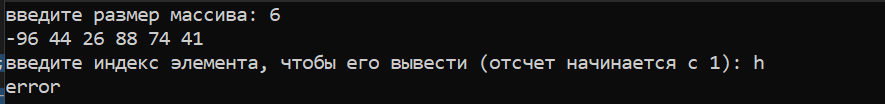 введите размер массива: 6
-96 44 26 88 74 41
введите индекс элемента, чтобы его вывести (отсчет начинается с 1): h
error